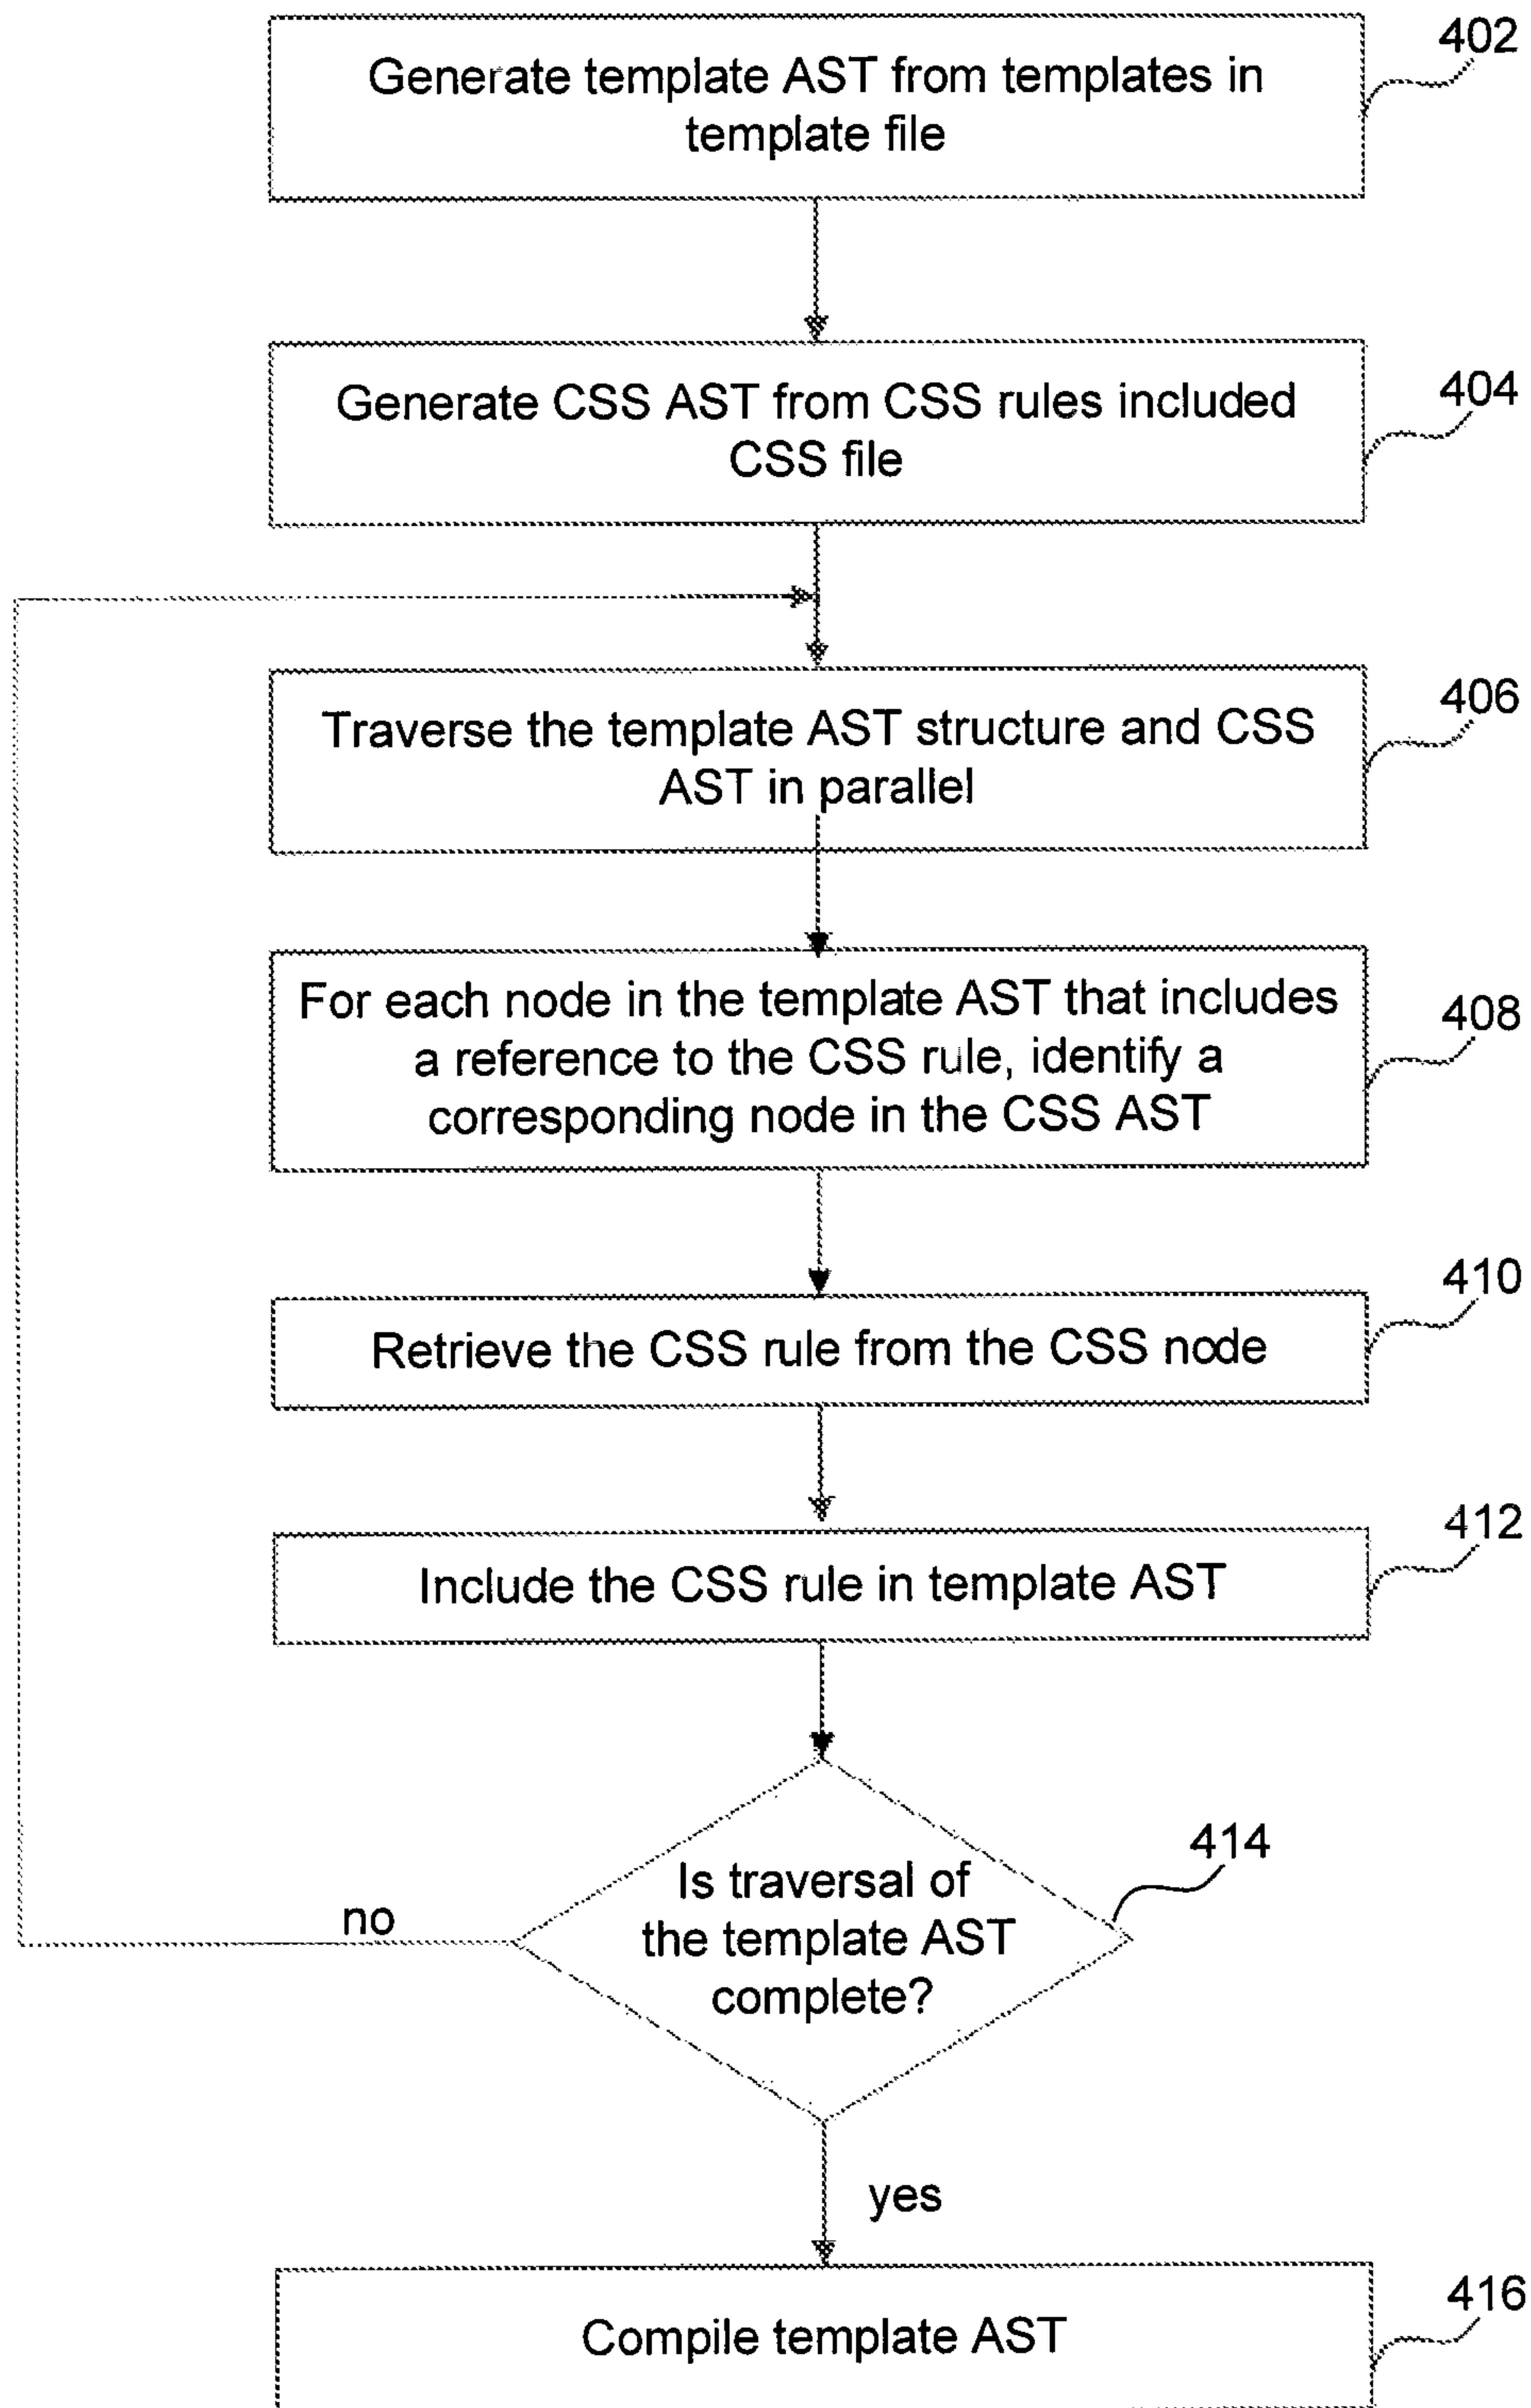 402
Generate template AST from templates in
template file
404
Generate CSS AST from CSS rules included
CSS file
406
Traverse the template AST structure and CSS
AST in parallel
408
For each node in the template AST that includes
a reference to the CSS rule, identify a
corresponding node in the CSS AST
410
Retrieve the CSS rule from the CSS node
412
Include the CSS rule in template AST
414
Is traversal of
the template AST
complete?
no
yes
416
Compile template AST